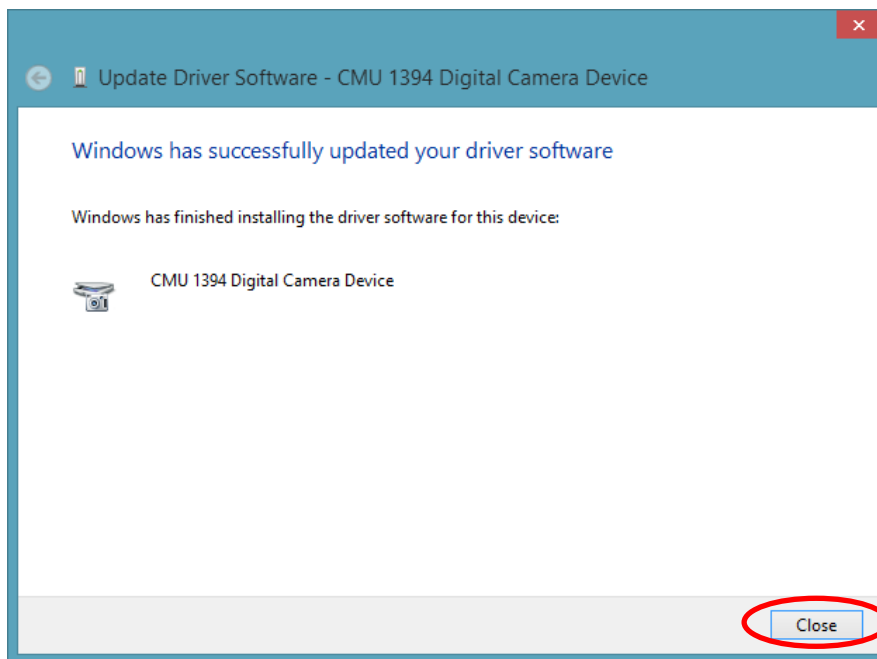 Update Driver Software - CMU 1394 Digital Camera Device
Windows has successfully updated your driver software
Windows has finished installing the driver software for this device:
CMU 1394 Digital Camera Device
Close